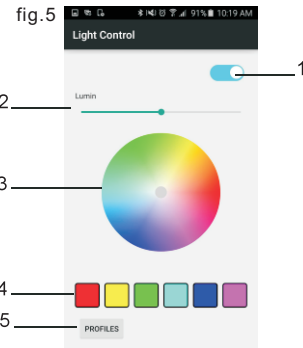 fig.5
91% 10:19 AM
Light Control
1
2
Lumin
3
4
5
PROFILES